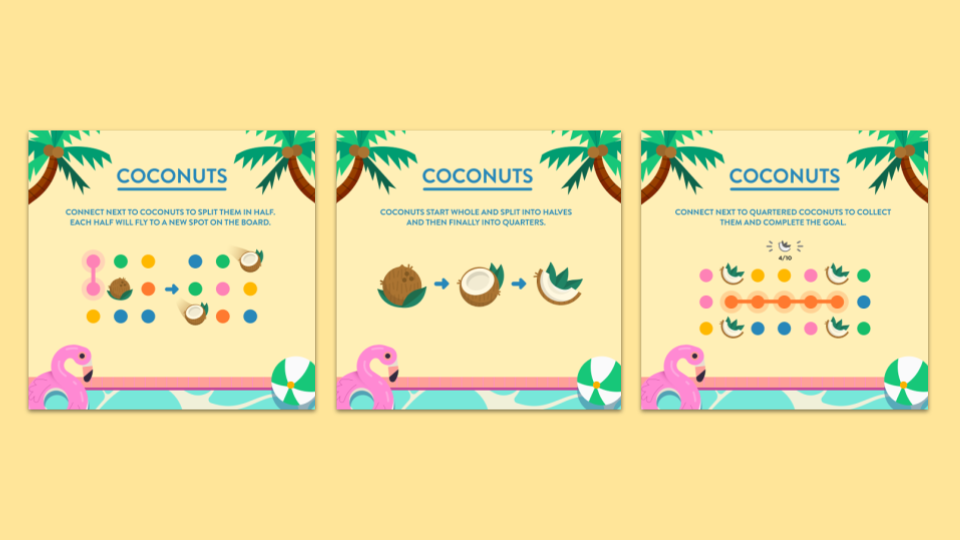 COCONUTS
CONNECT NEXT TO COCONUTS TO SPLIT THEM IN HALF.
EACH HALF WILL FLY TO A NEW SPOT ON THE BOARD.
COCONUTS
COCONUTS START WHOLE AND SPLIT INTO HALVES
AND THEN FINALLY INTO QUARTERS.
COCONUTS
CONNECT NEXT TO QUARTERED COCONUTS TO COLLECT
THEM AND COMPLETE THE GOAL.
4/10